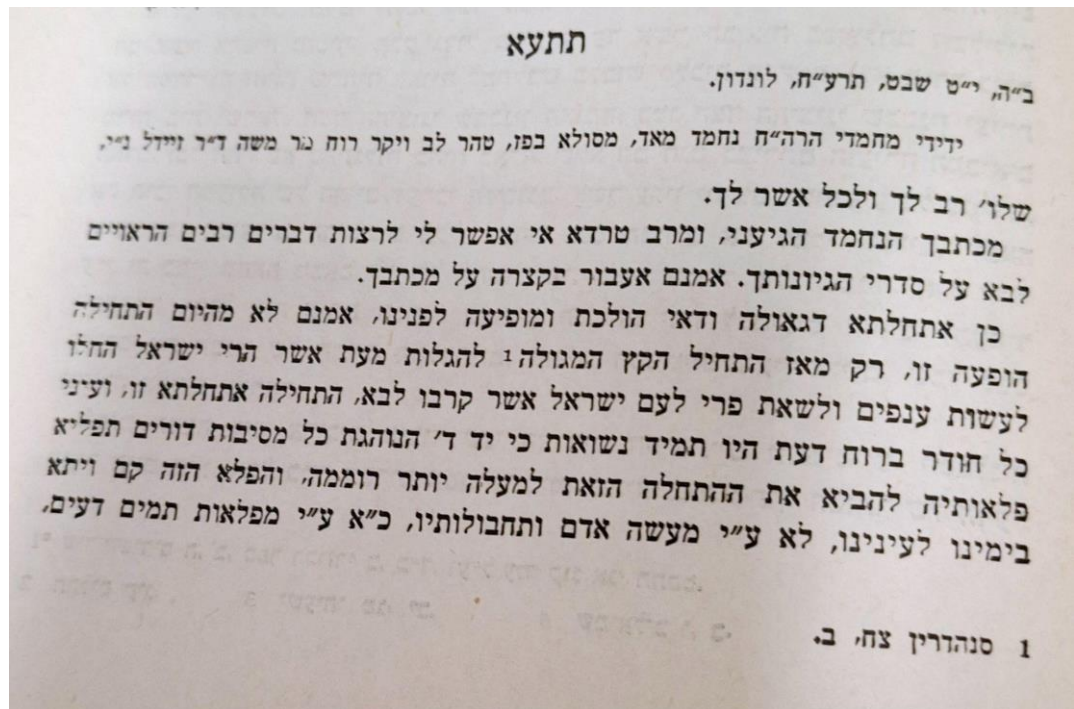 תתעא
ב״ה, י״ט שבט, תרע״ח, לונדון.
ידידי מחמדי הרה״ח נחמד מאד, מסולא בפז, טהר לב ויקר רוח מר משה ד״ר זיידל נ״י,
שלו׳ רב לך ולכל אשר לך.
מכתבך הנחמד הגיעני, ומרב טרדא אי אפשר לי לרצות דברים רבים הראויים
לבא על סדרי הגיונותך. אמנם אעבור בקצרה על מכתבך.
כן אתחלתא דגאולה ודאי הולכת ומופיעה לפנינו, אמנם לא מהיום התחילה
הופעה זו, רק מאז התחיל הקץ המגולה1 להגלות מעת אשר הרי ישראל החלו
לעשות ענפים ולשאת פרי לעם ישראל אשר קרבו לבא, התחילה אתחלתא זו, ועיני
כל חודר ברוח דעת היו תמיד נשואות כי יד ד׳ הנוהגת כל מסיבות דורים תפליא
פלאותיה להביא את ההתחלה הזאת למעלה יותר רוממה, והפלא הזה קם ויתא
בימינו לעינינו, לא ע״י מעשה אדם ותחבולותיו, כ״א ע״י מפלאות תמים דעים,
1 סנהדרין צח, ב.